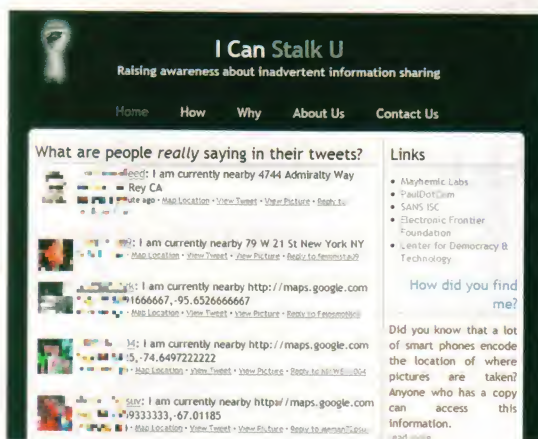 I Can Stalk U
Raising awareness about inadvertent information sharing
Home How Why About Us Contact Us
What are people really saying in their tweets?
eed: I am currently nearby 4744 Admiralty Way
Rey CA
ute ago • Map Location • View Tweet • View Picture • Reply to
: I am currently nearby 79 W 21 St New York NY
• Map Location • View Tweet • View Picture • Reply to
k: I am currently nearby http://maps.google.com
1666667,-95.6526666667
• Map Location • View Tweet • View Picture • Reply to
04: I am currently nearby http://maps.google.com
5,-74.6497222222
• Map Location • View Tweet • View Picture • Reply to
suv: I am currently nearby http://maps.google.com
9333333,-67.01185
• Map Location • View Tweet • View Picture • Reply to
Links
• Mayhemic Labs
• PaulDotCom
• SANS ISC
• Electronic Frontier
Foundation
• Center for Democracy &
Technology
How did you find
me?
Did you know that a lot
of smart phones encode
the location of where
pictures are taken?
Anyone who has a copy
can access this
information.